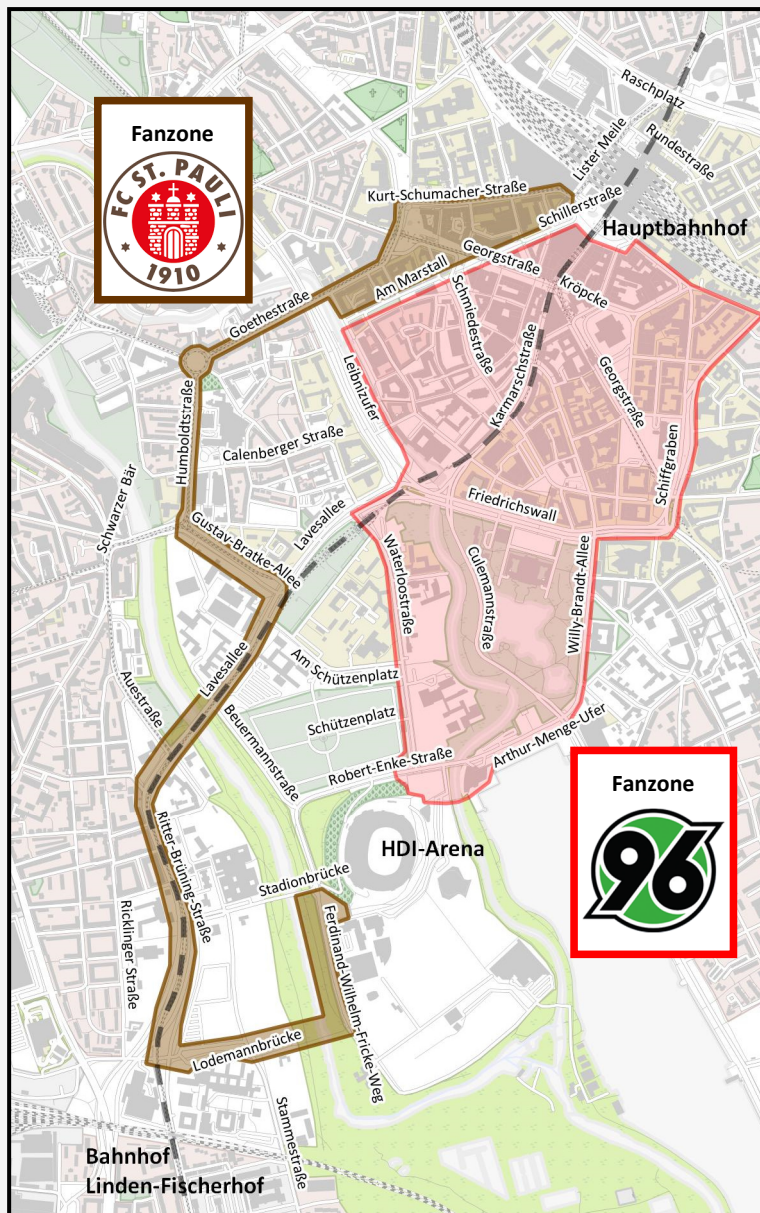 Raschplatz
Rundestraße
Lister Meile
Fanzone
FC ST. PAULI
1910
Kurt-Schumacher-Straße
Schillerstraße
Hauptbahnhof
Georgstraße
Am Marstall
Kröpcke
Goethestraße
Schmiedestraße
Karmarschstraße
Leibnizufer
Georgstraße
Humboldtstraße
Calenberger Straße
Schiffgraben
Schwarzer Bär
Friedrichswall
Lavesallee
Gustav-Bratke-Allee
Waterloostraße
Culemannstraße
Willy-Brandt-Allee
Lavesallee
Am Schützenplatz
Auestraße
Beuermannstraße
Schützenplatz
Robert-Enke-Straße
Arthur-Menge-Ufer
Fanzone
96
Ritter-Brüning-Straße
HDI-Arena
Stadionbrücke
Ricklinger Straße
Ferdinand-Wilhelm-Fricke-Weg
Lodemannbrücke
Stammestraße
Bahnhof
Linden-Fischerhof